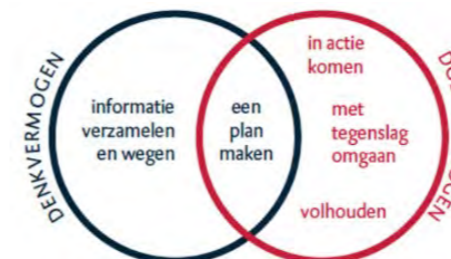 DENKVERMOGEN
informatie
verzamelen
en wegen
een
plan
maken
in actie
komen
met
tegenslag
omgaan
volhouden